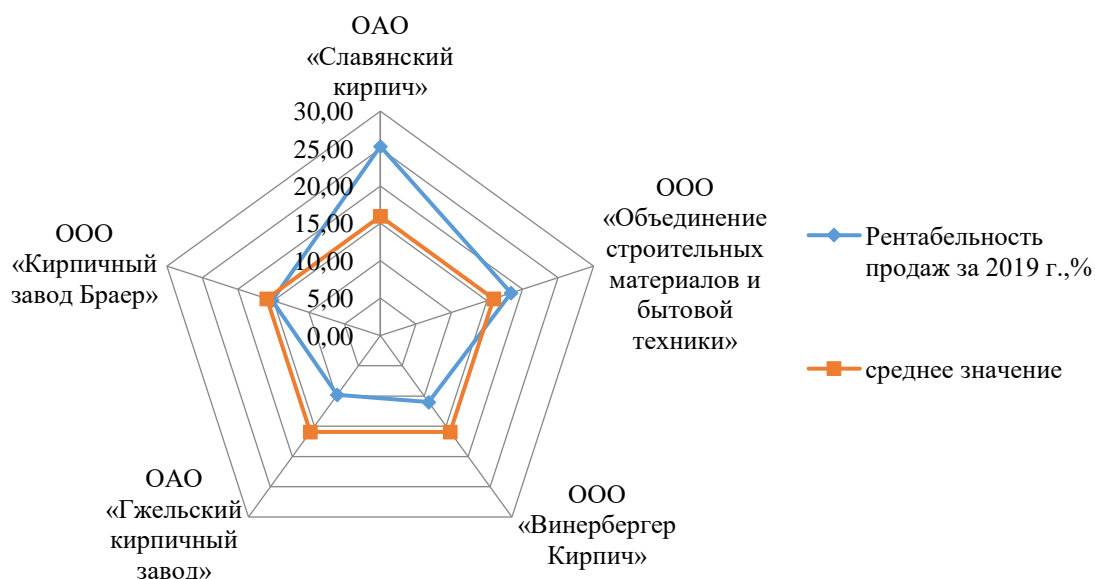 ОАО
«Славянский
кирпич»
30,00
25,00
20,00
15,00
10,00
5,00
0,00
ООО
«Объединение
строительных
материалов и
бытовой
техники»
ООО
«Винербергер
Кирпич»
ОАО
«Гжельский
кирпичный
завод»
ООО
«Кирпичный
завод Браер»
Рентабельность
продаж за 2019 г.,%
среднее значение